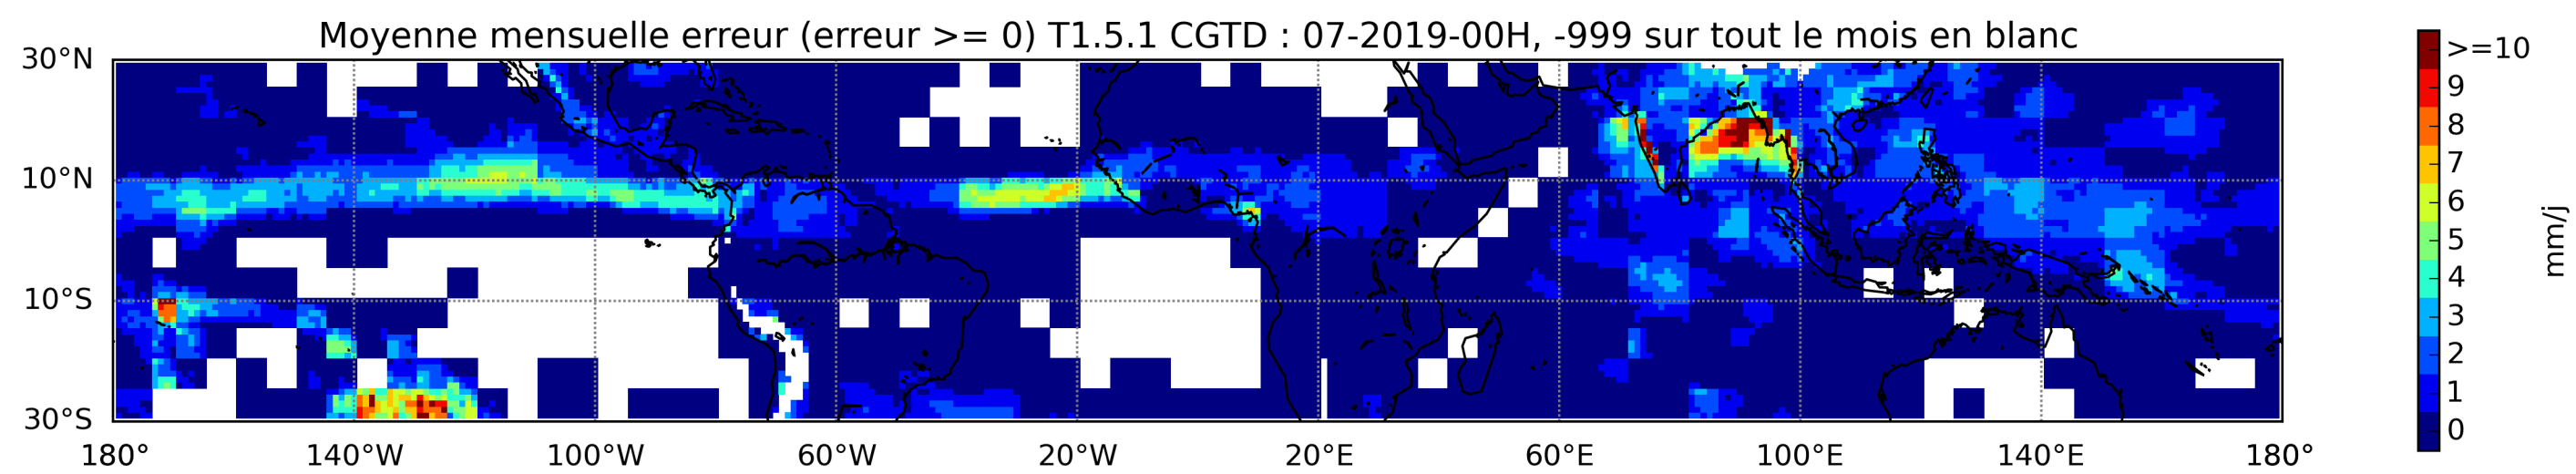 Moyenne mensuelle erreur (erreur >= 0) T1.5.1 CGTD : 07-2019-00H, -999 sur tout le mois en blanc
30°N
10°N
10°S
30°S
180°
140°W
100°W
60°W
20°W
20°E
60°E
100°E
140°E
180°
>=10
9
8
7
6
5
4
3
2
1
0
mm/j